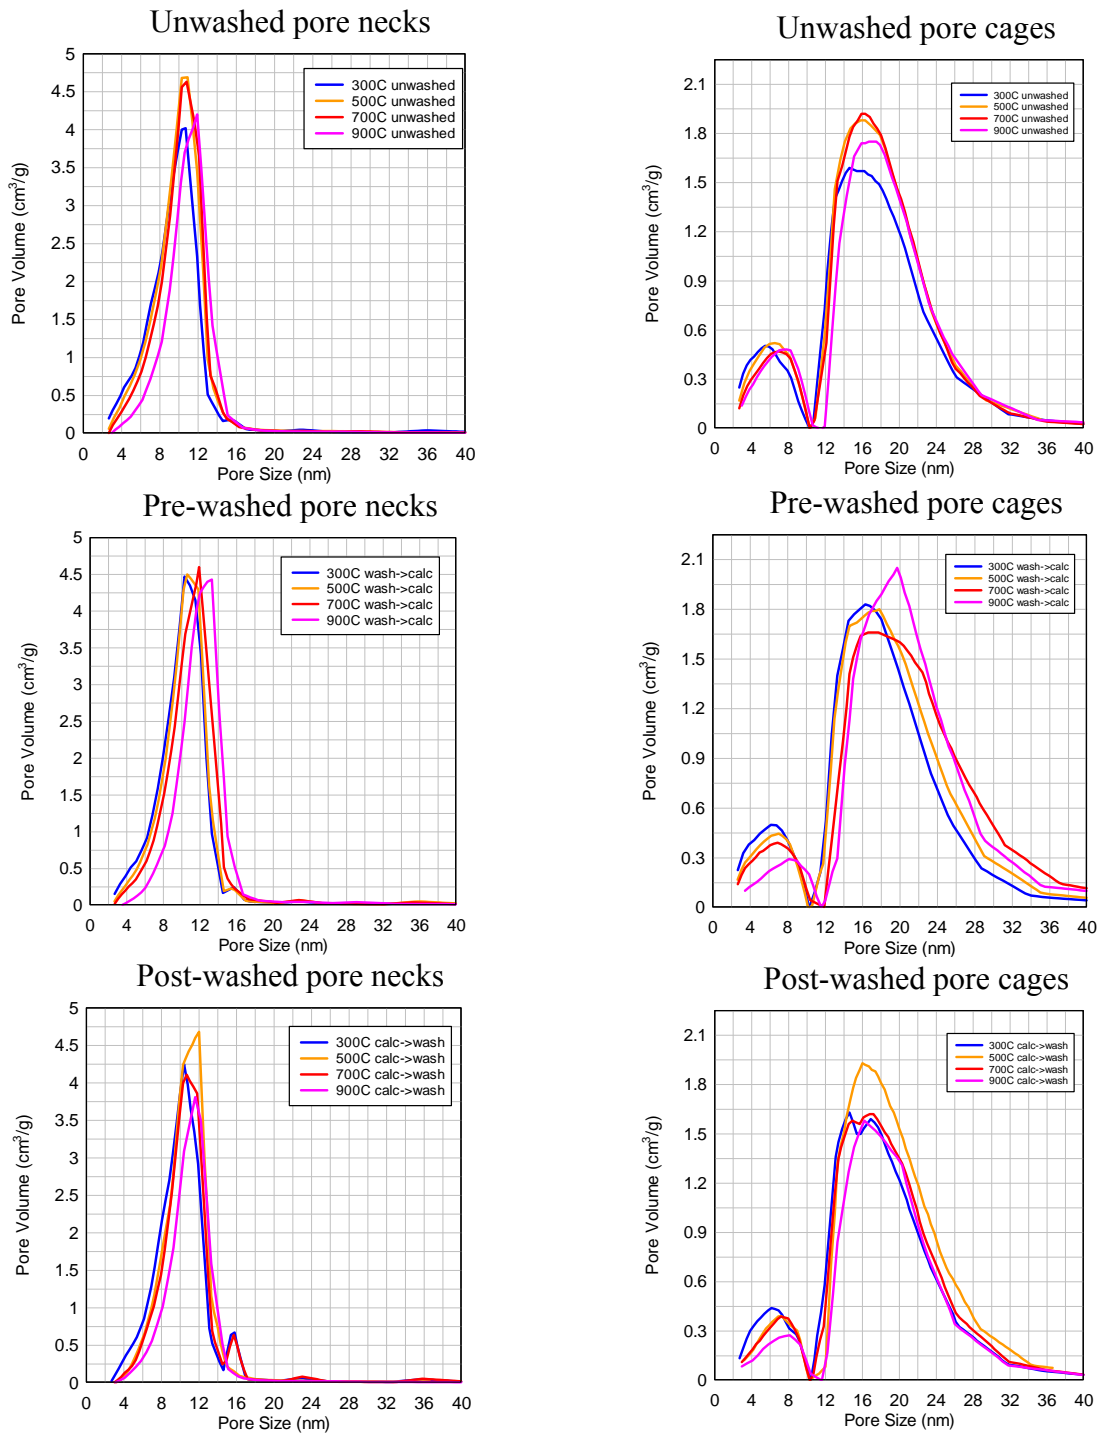 Unwashed pore necks
5
4.5
4
3.5
3
2.5
2
1.5
1
0.5
0
Pore Volume (cm³/g)
300C unwashed
500C unwashed
700C unwashed
900C unwashed
0 4 8 12 16 20 24 28 32 36 40
Pore Size (nm)
Unwashed pore cages
2.1
1.8
1.5
1.2
0.9
0.6
0.3
0
Pore Volume (cm³/g)
300C unwashed
500C unwashed
700C unwashed
900C unwashed
0 4 8 12 16 20 24 28 32 36 40
Pore Size (nm)
Pre-washed pore necks
5
4.5
4
3.5
3
2.5
2
1.5
1
0.5
0
Pore Volume (cm³/g)
300C wash->calc
500C wash->calc
700C wash->calc
900C wash->calc
0 4 8 12 16 20 24 28 32 36 40
Pore Size (nm)
Pre-washed pore cages
2.1
1.8
1.5
1.2
0.9
0.6
0.3
0
Pore Volume (cm³/g)
300C wash->calc
500C wash->calc
700C wash->calc
900C wash->calc
0 4 8 12 16 20 24 28 32 36 40
Pore Size (nm)
Post-washed pore necks
5
4.5
4
3.5
3
2.5
2
1.5
1
0.5
0
Pore Volume (cm³/g)
300C calc->wash
500C calc->wash
700C calc->wash
900C calc->wash
0 4 8 12 16 20 24 28 32 36 40
Pore Size (nm)
Post-washed pore cages
2.1
1.8
1.5
1.2
0.9
0.6
0.3
0
Pore Volume (cm³/g)
300C calc->wash
500C calc->wash
700C calc->wash
900C calc->wash
0 4 8 12 16 20 24 28 32 36 40
Pore Size (nm)